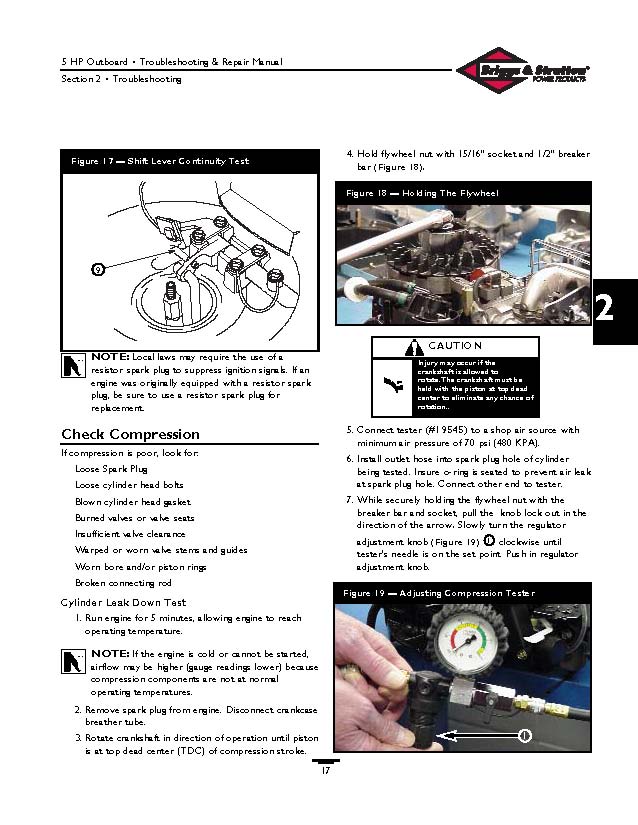 5 HP Outboard • Troubleshooting & Repair Manual
Section 2 • Troubleshooting
Briggs & Stratton®
POWER PRODUCTS
Figure 17 — Shift Lever Continuity Test
9
NOTE: Local laws may require the use of a
resistor spark plug to suppress ignition signals. If an
engine was originally equipped with a resistor spark
plug, be sure to use a resistor spark plug for
replacement.
Check Compression
If compression is poor, look for:
Loose Spark Plug
Loose cylinder head bolts
Blown cylinder head gasket
Burned valves or valve seats
Insufficient valve clearance
Warped or worn valve stems and guides
Worn bore and/or piston rings
Broken connecting rod
Cylinder Leak Down Test
1. Run engine for 5 minutes, allowing engine to reach
operating temperature.
NOTE: If the engine is cold or cannot be started,
airflow may be higher (gauge readings lower) because
compression components are not at normal
operating temperatures.
2. Remove spark plug from engine. Disconnect crankcase
breather tube.
3. Rotate crankshaft in direction of operation until piston
is at top dead center (TDC) of compression stroke.
4. Hold flywheel nut with 15/16" socket and 1/2" breaker
bar (Figure 18).
Figure 18 — Holding The Flywheel
2
CAUTION
Injury may occur if the
crankshaft is allowed to
rotate. The crankshaft must be
held with the piston at top dead
center to eliminate any chance of
rotation..
5. Connect tester (#19545) to a shop air source with
minimum air pressure of 70 psi (480 KPA).
6. Install outlet hose into spark plug hole of cylinder
being tested. Insure o-ring is seated to prevent air leak
at spark plug hole. Connect other end to tester.
7. While securely holding the flywheel nut with the
breaker bar and socket, pull the knob lock out in the
direction of the arrow. Slowly turn the regulator
adjustment knob (Figure 19) 1 clockwise until
tester's needle is on the set point. Push in regulator
adjustment knob.
Figure 19 — Adjusting Compression Tester
1
17